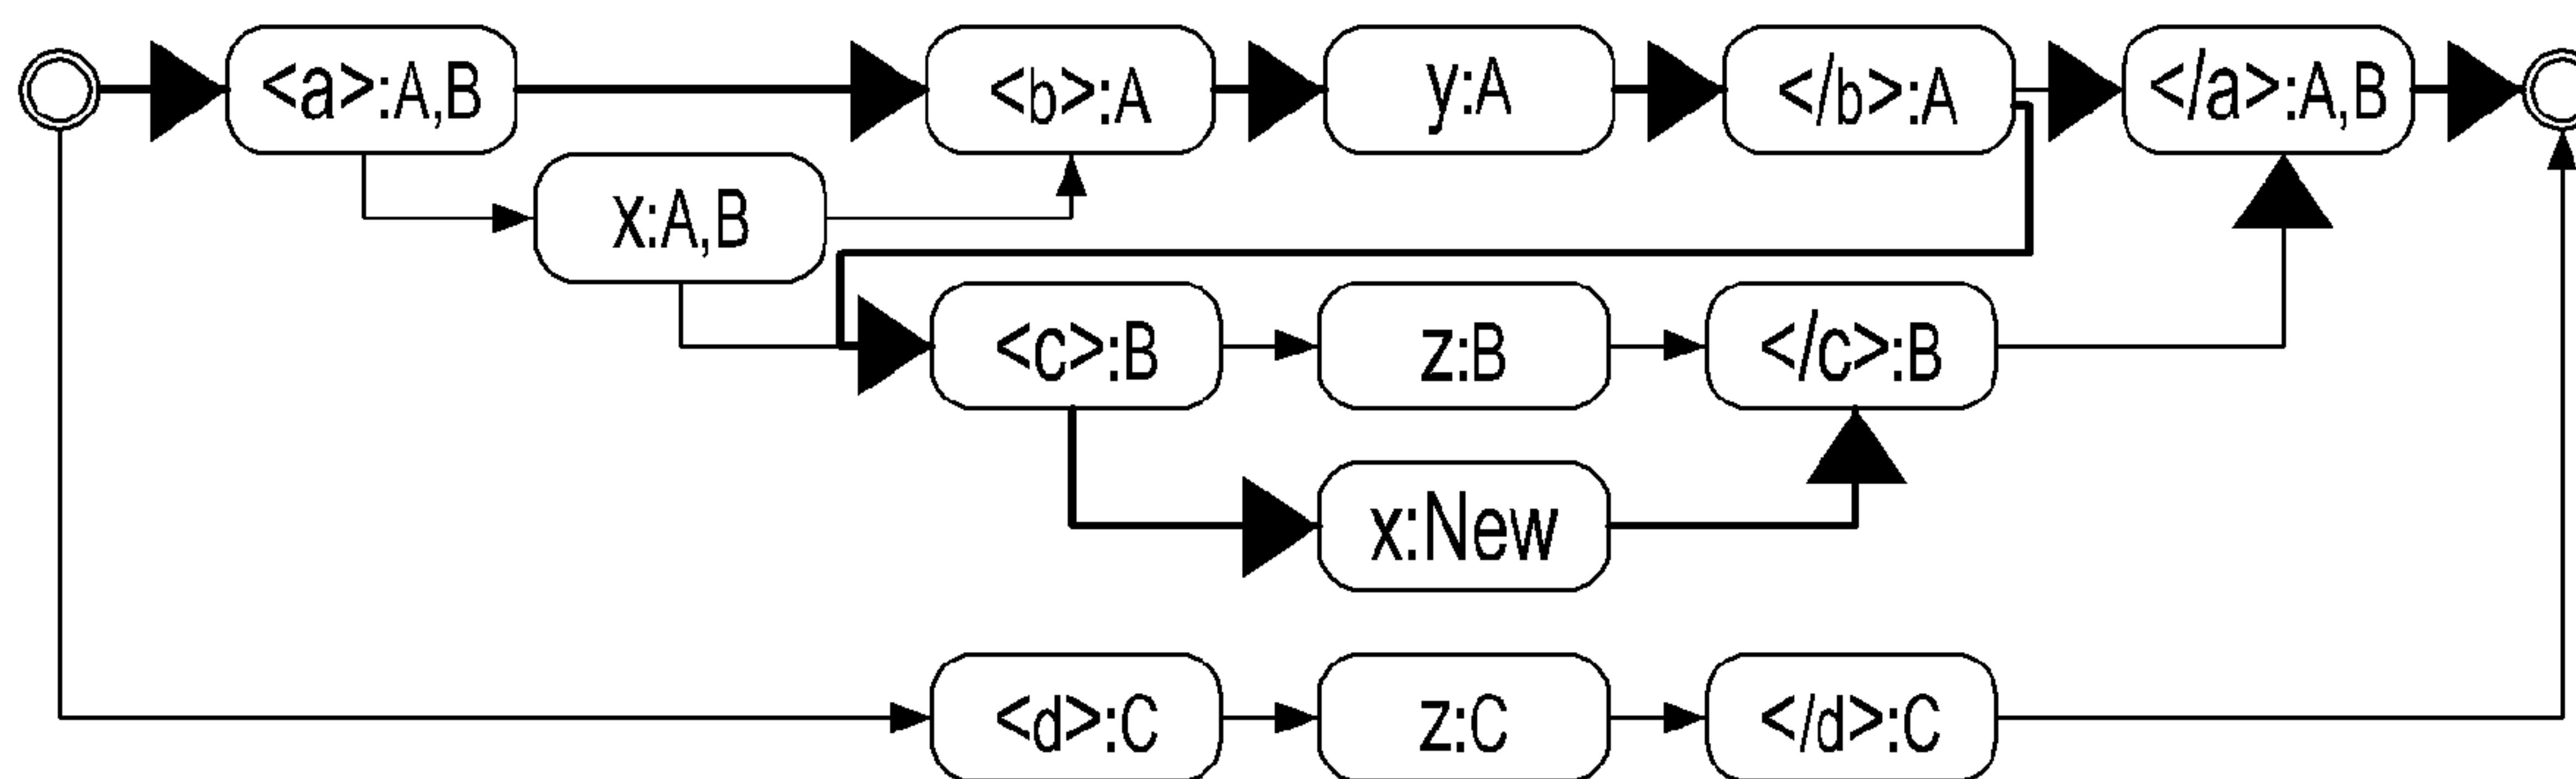 <a>:A,B
<b>:A
y:A
</b>:A
</a>:A,B
x:A,B
<c>:B
z:B
</c>:B
x:New
<d>:C
z:C
</d>:C